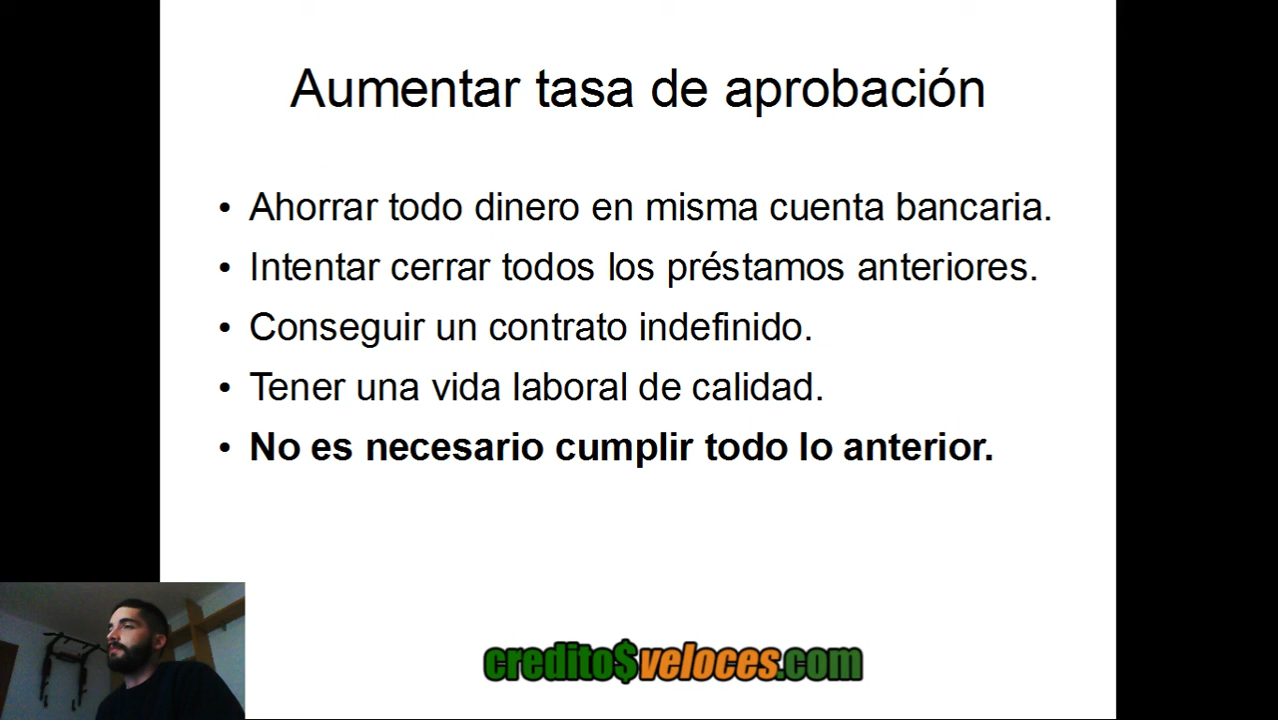 Aumentar tasa de aprobación
• Ahorrar todo dinero en misma cuenta bancaria.
• Intentar cerrar todos los préstamos anteriores.
• Conseguir un contrato indefinido.
• Tener una vida laboral de calidad.
• No es necesario cumplir todo lo anterior.
credito$veloces.com